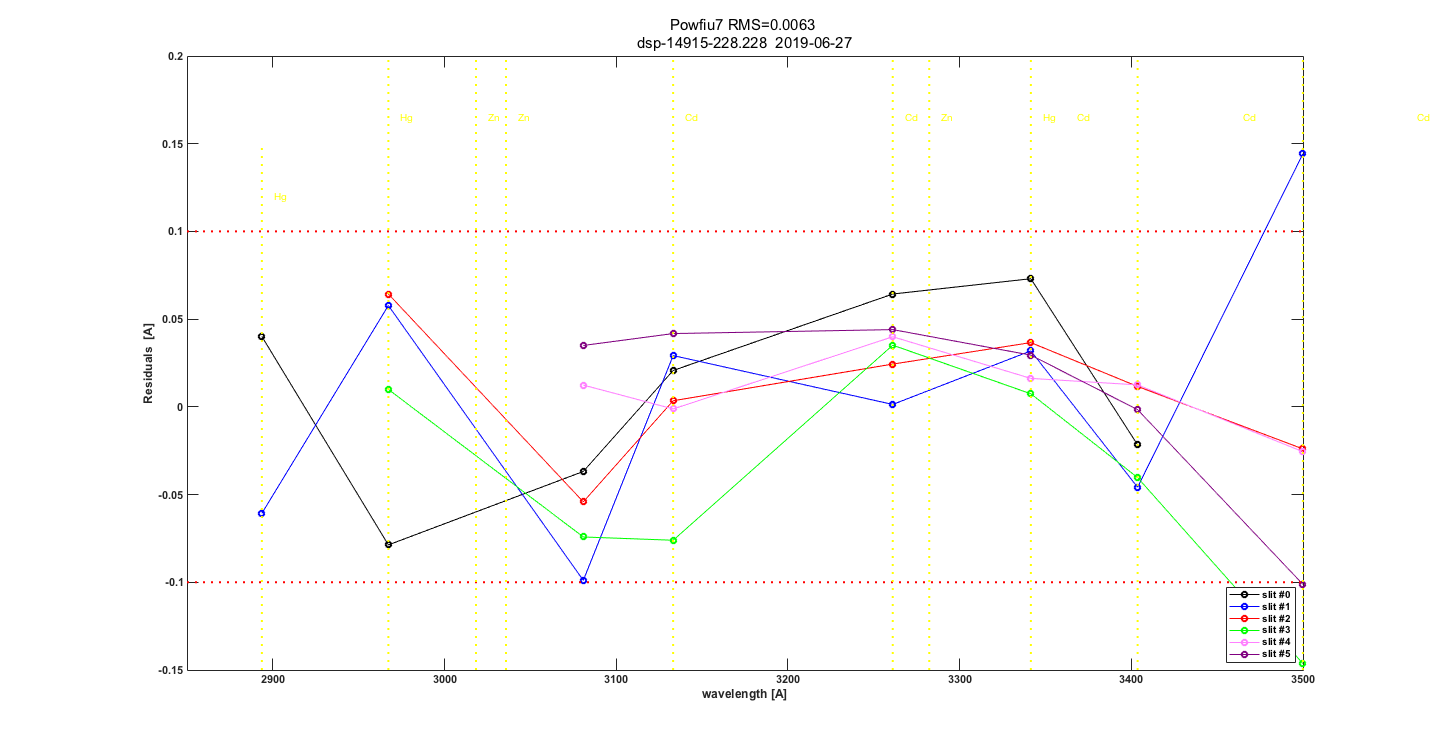 Powfiu7 RMS=0.0063
dsp-14915-228.228 2019-06-27
0.2
0.15
0.1
0.05
0
-0.05
-0.1
-0.15
Residuals [A]
Hg
Hg
Zn
Zn
Cd
Cd
Zn
Hg
Cd
Cd
Cd
slit #0
slit #1
slit #2
slit #3
slit #4
slit #5
2900
3000
3100
3200
3300
3400
3500
wavelength [A]